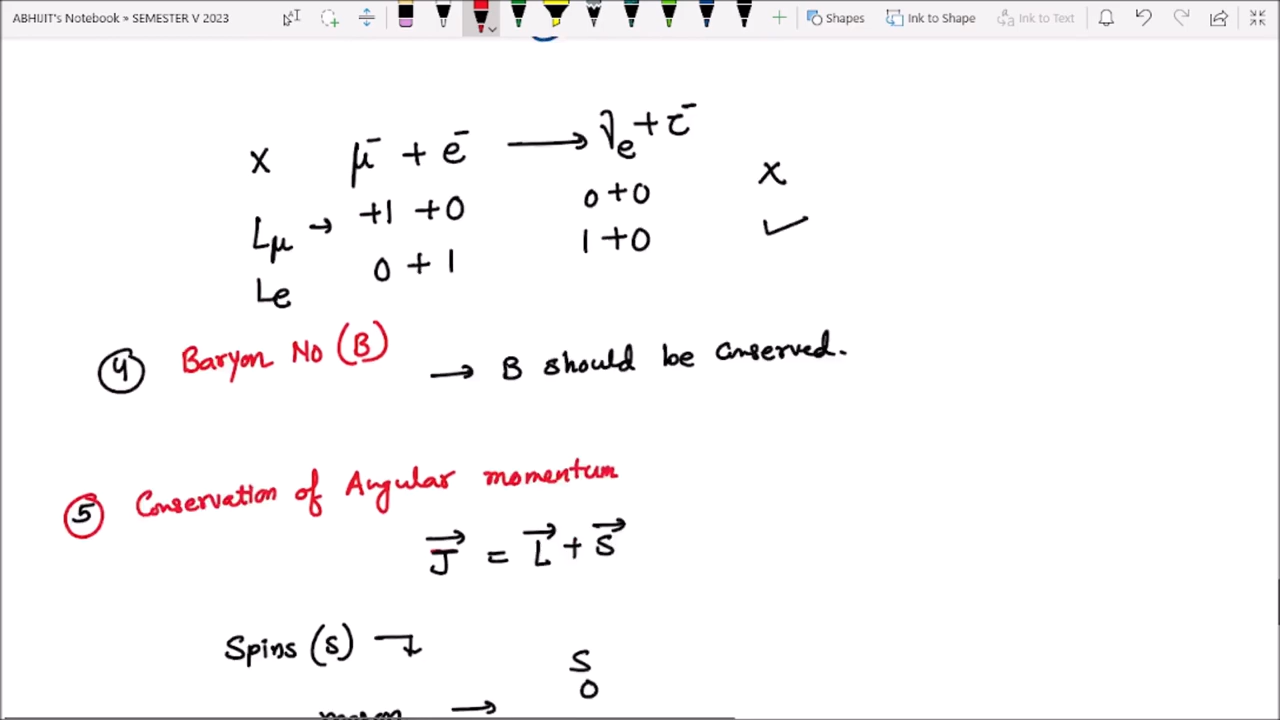 ABHIJIT's Notebook » SEMESTER V 2023
Shapes
Ink to Shape
Ink to Text
X μ⁻ + e⁻ ⟶ νe + τ⁻
Lμ → +1 +0 0+0 X
Le 0 + 1 1+0 ✓
④ Baryon No (B) → B should be conserved.
⑤ Conservation of Angular momentum
J⃗ = L⃗ + S⃗
Spins (S) ↴
S
meson → 0